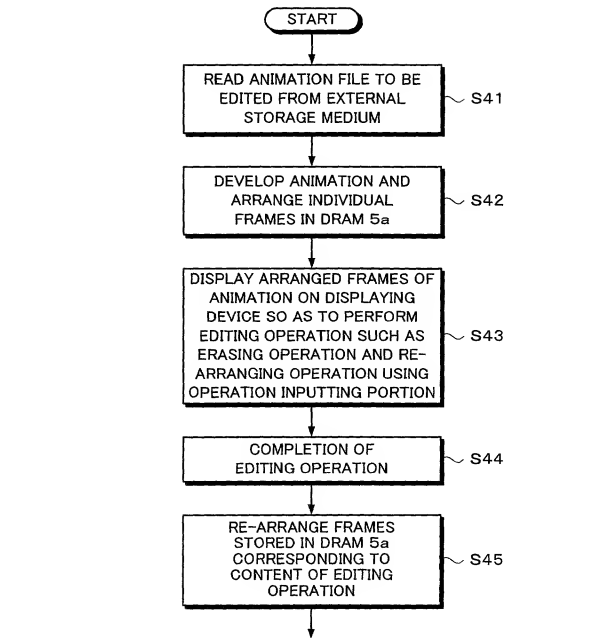 START
READ ANIMATION FILE TO BE
EDITED FROM EXTERNAL
STORAGE MEDIUM
S41
DEVELOP ANIMATION AND
ARRANGE INDIVIDUAL
FRAMES IN DRAM 5a
S42
DISPLAY ARRANGED FRAMES OF
ANIMATION ON DISPLAYING
DEVICE SO AS TO PERFORM
EDITING OPERATION SUCH AS
ERASING OPERATION AND RE-
ARRANGING OPERATION USING
OPERATION INPUTTING PORTION
S43
COMPLETION OF
EDITING OPERATION
S44
RE-ARRANGE FRAMES
STORED IN DRAM 5a
CORRESPONDING TO
CONTENT OF EDITING
OPERATION
S45